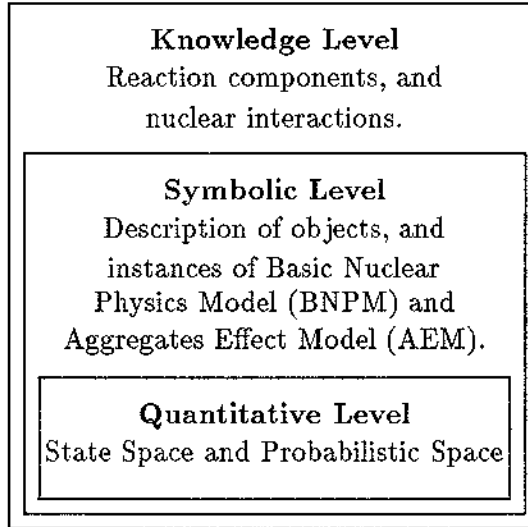 Knowledge Level
Reaction components, and
nuclear interactions.
Symbolic Level
Description of objects, and
instances of Basic Nuclear
Physics Model (BNPM) and
Aggregates Effect Model (AEM).
Quantitative Level
State Space and Probabilistic Space